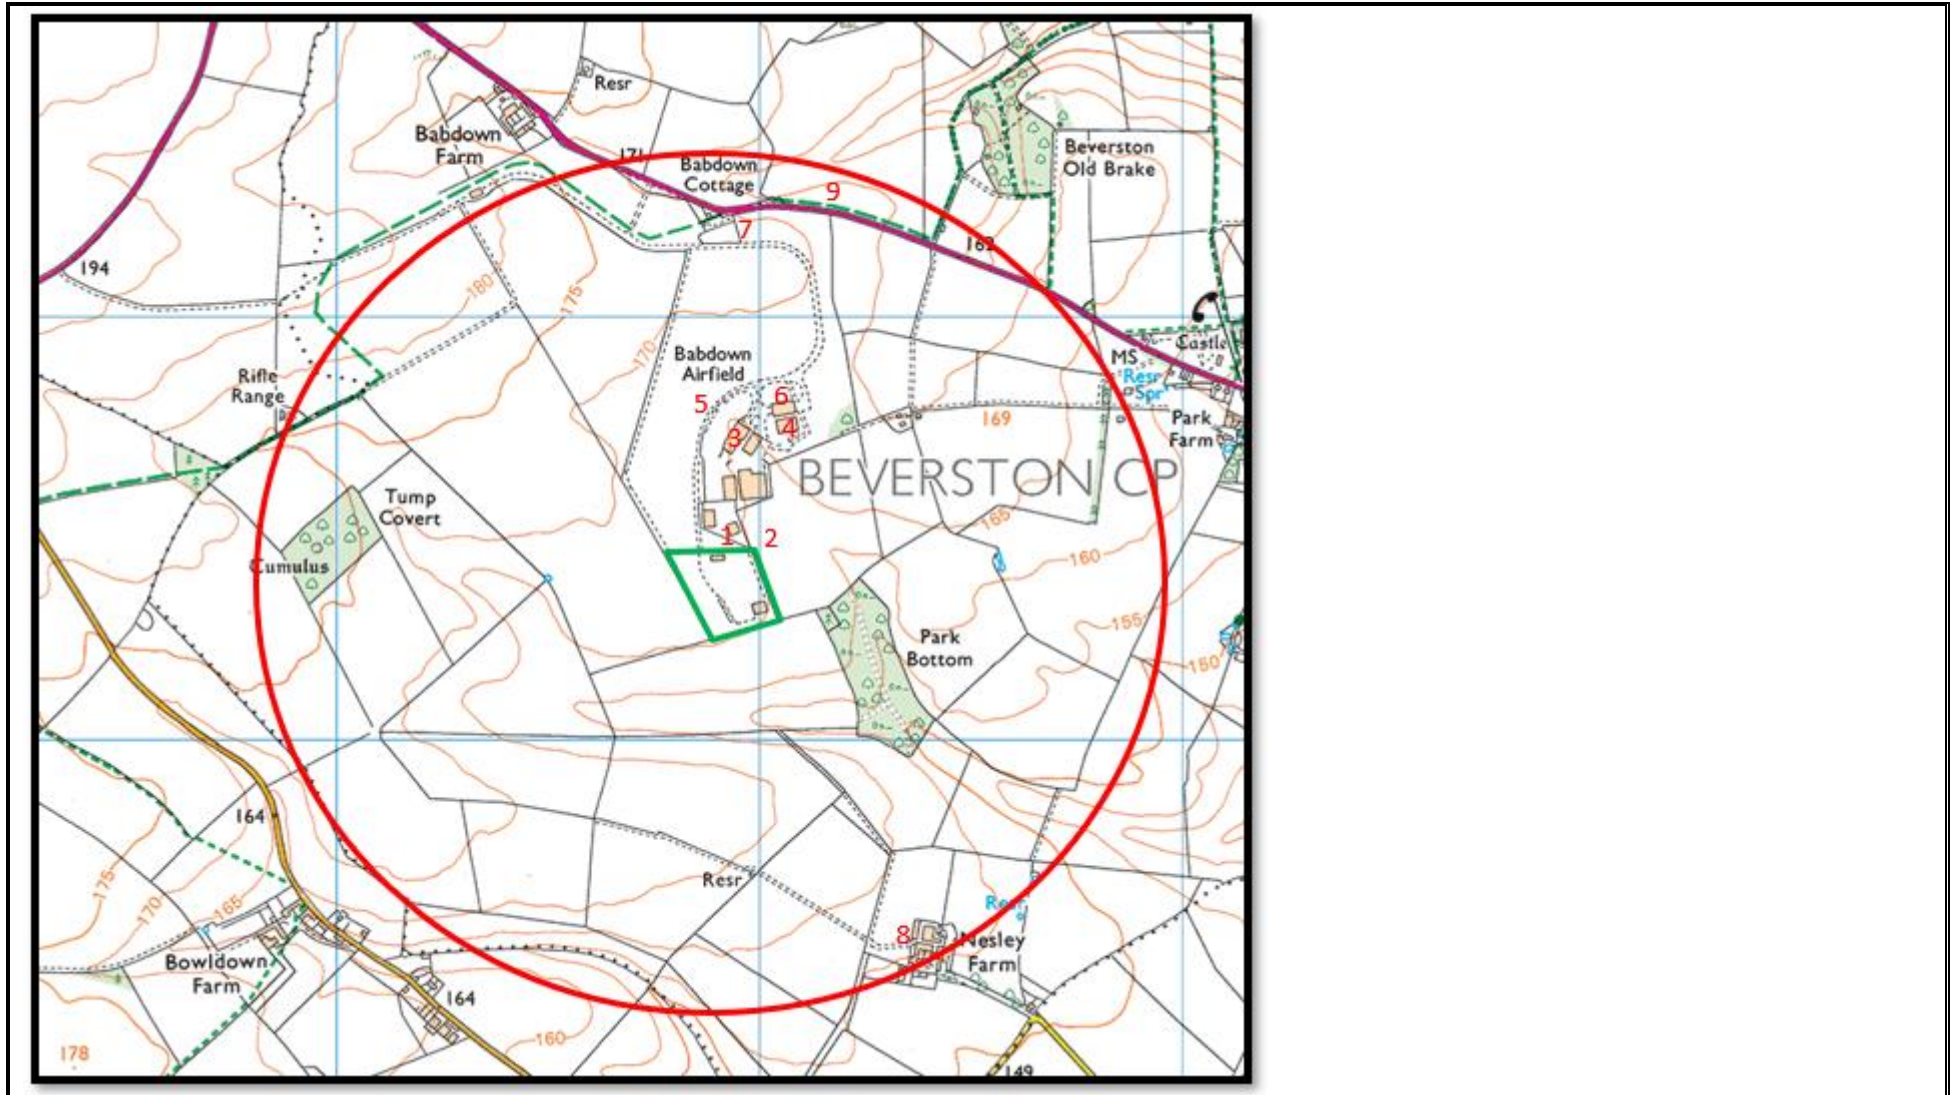 Resr
Babdown
Farm
171
Babdown
Cottage
Beverston
Old Brake
9
7
162
194
180
175
170
Babdown
Airfield
MS
Castle
Resr
Spr
Rifle
Range
5
6
169
Park
Farm
3
4
BEVERSTON CP
Tump
Covert
165
1
2
160
Cumulus
155
Park
Bottom
150
164
175
170
165
Resr
Resr
8
Nesley
Farm
Bowldown
Farm
164
160
178
149